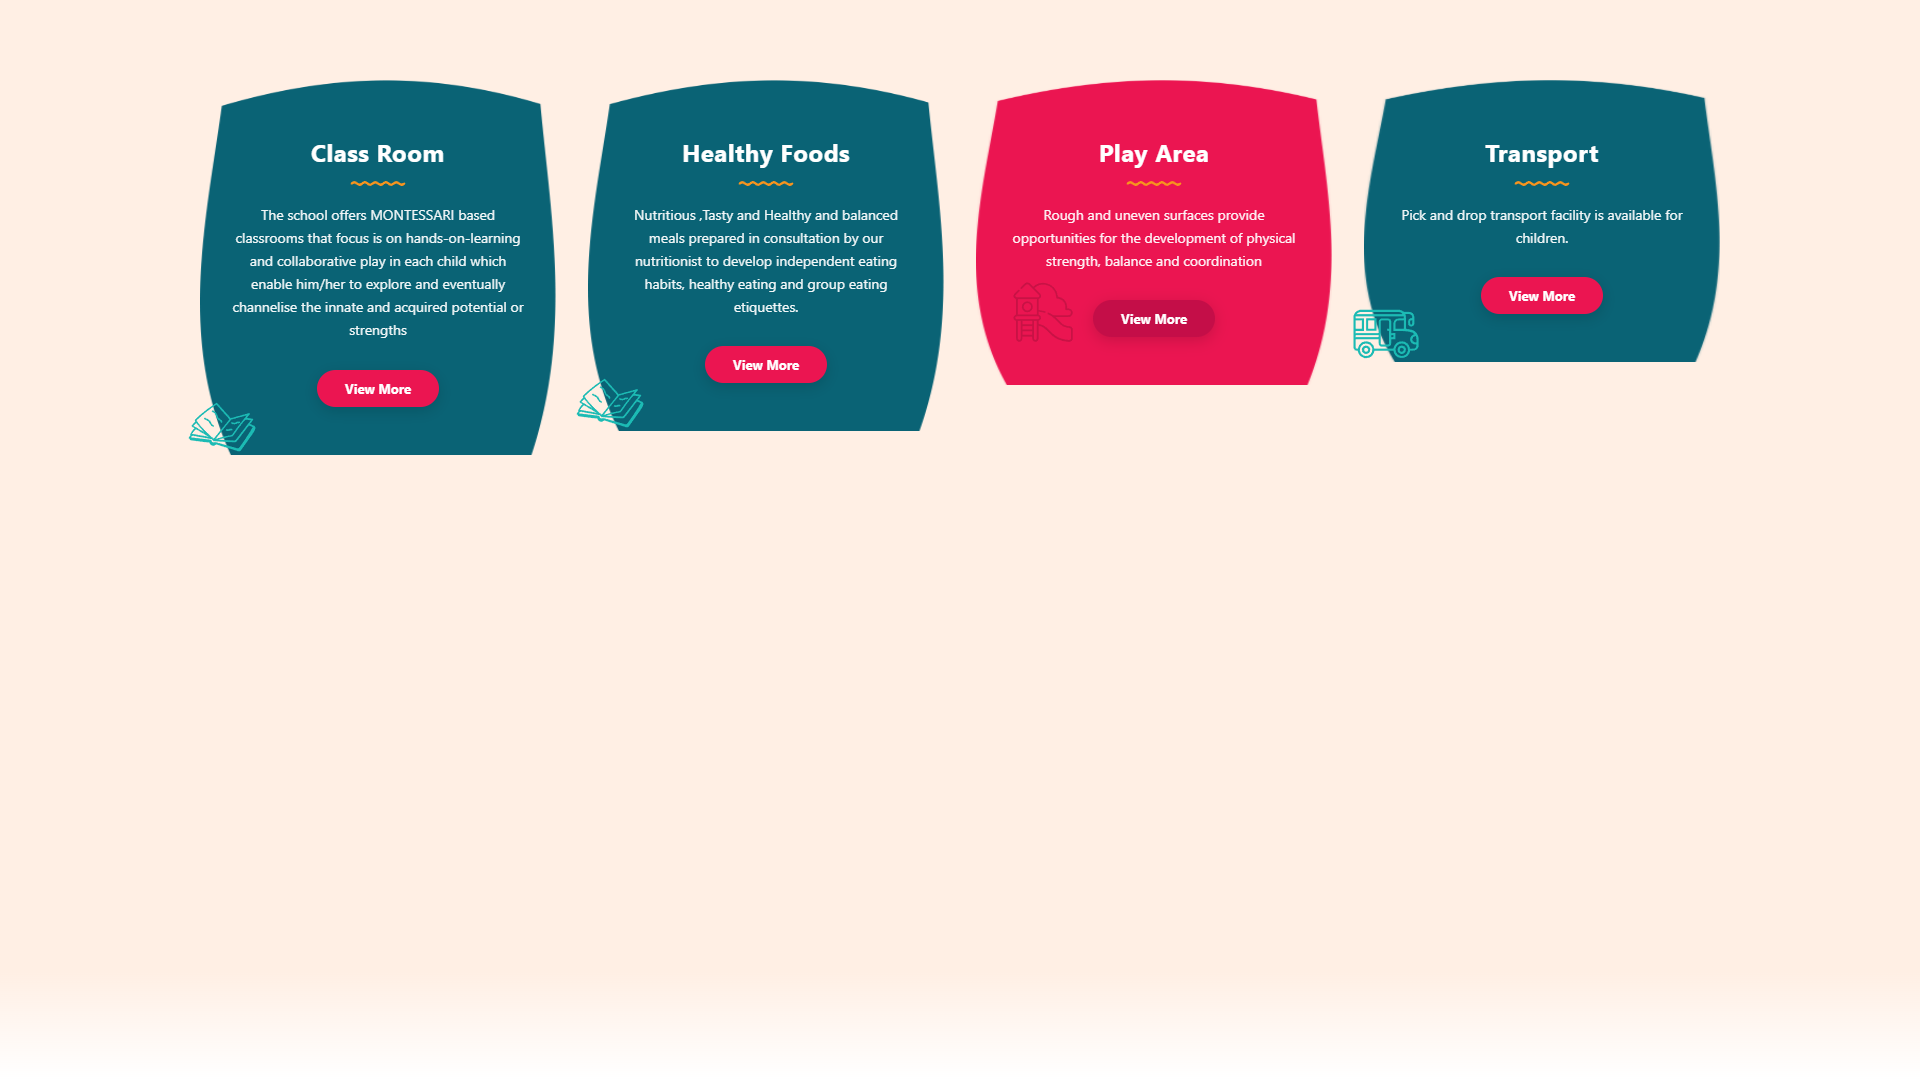 Class Room
The school offers MONTESSARI based
classrooms that focus is on hands-on-learning
and collaborative play in each child which
enable him/her to explore and eventually
channelise the innate and acquired potential or
strengths
View More
Healthy Foods
Nutritious ,Tasty and Healthy and balanced
meals prepared in consultation by our
nutritionist to develop independent eating
habits, healthy eating and group eating
etiquettes.
View More
Play Area
Rough and uneven surfaces provide
opportunities for the development of physical
strength, balance and coordination
View More
Transport
Pick and drop transport facility is available for
children.
View More